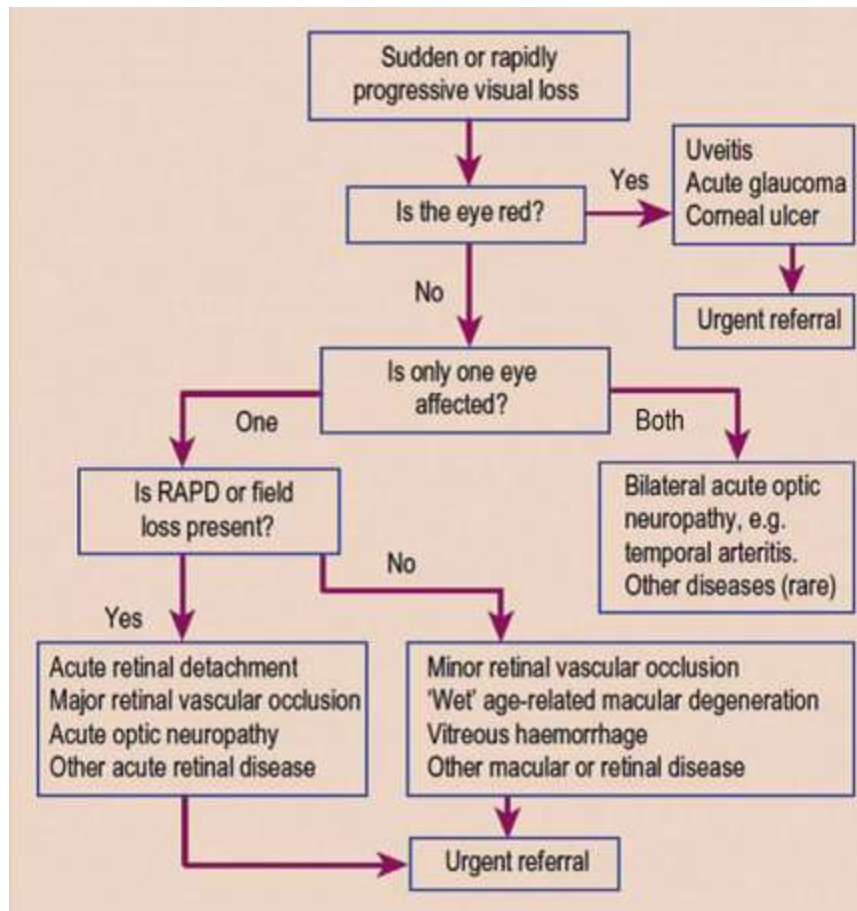 Sudden or rapidly
progressive visual loss
Is the eye red?
Yes
Uveitis
Acute glaucoma
Corneal ulcer
Urgent referral
No
Is only one eye
affected?
One
Both
Is RAPD or field
loss present?
Bilateral acute optic
neuropathy, e.g.
temporal arteritis.
Other diseases (rare)
Yes
No
Acute retinal detachment
Major retinal vascular occlusion
Acute optic neuropathy
Other acute retinal disease
Minor retinal vascular occlusion
‘Wet’ age-related macular degeneration
Vitreous haemorrhage
Other macular or retinal disease
Urgent referral